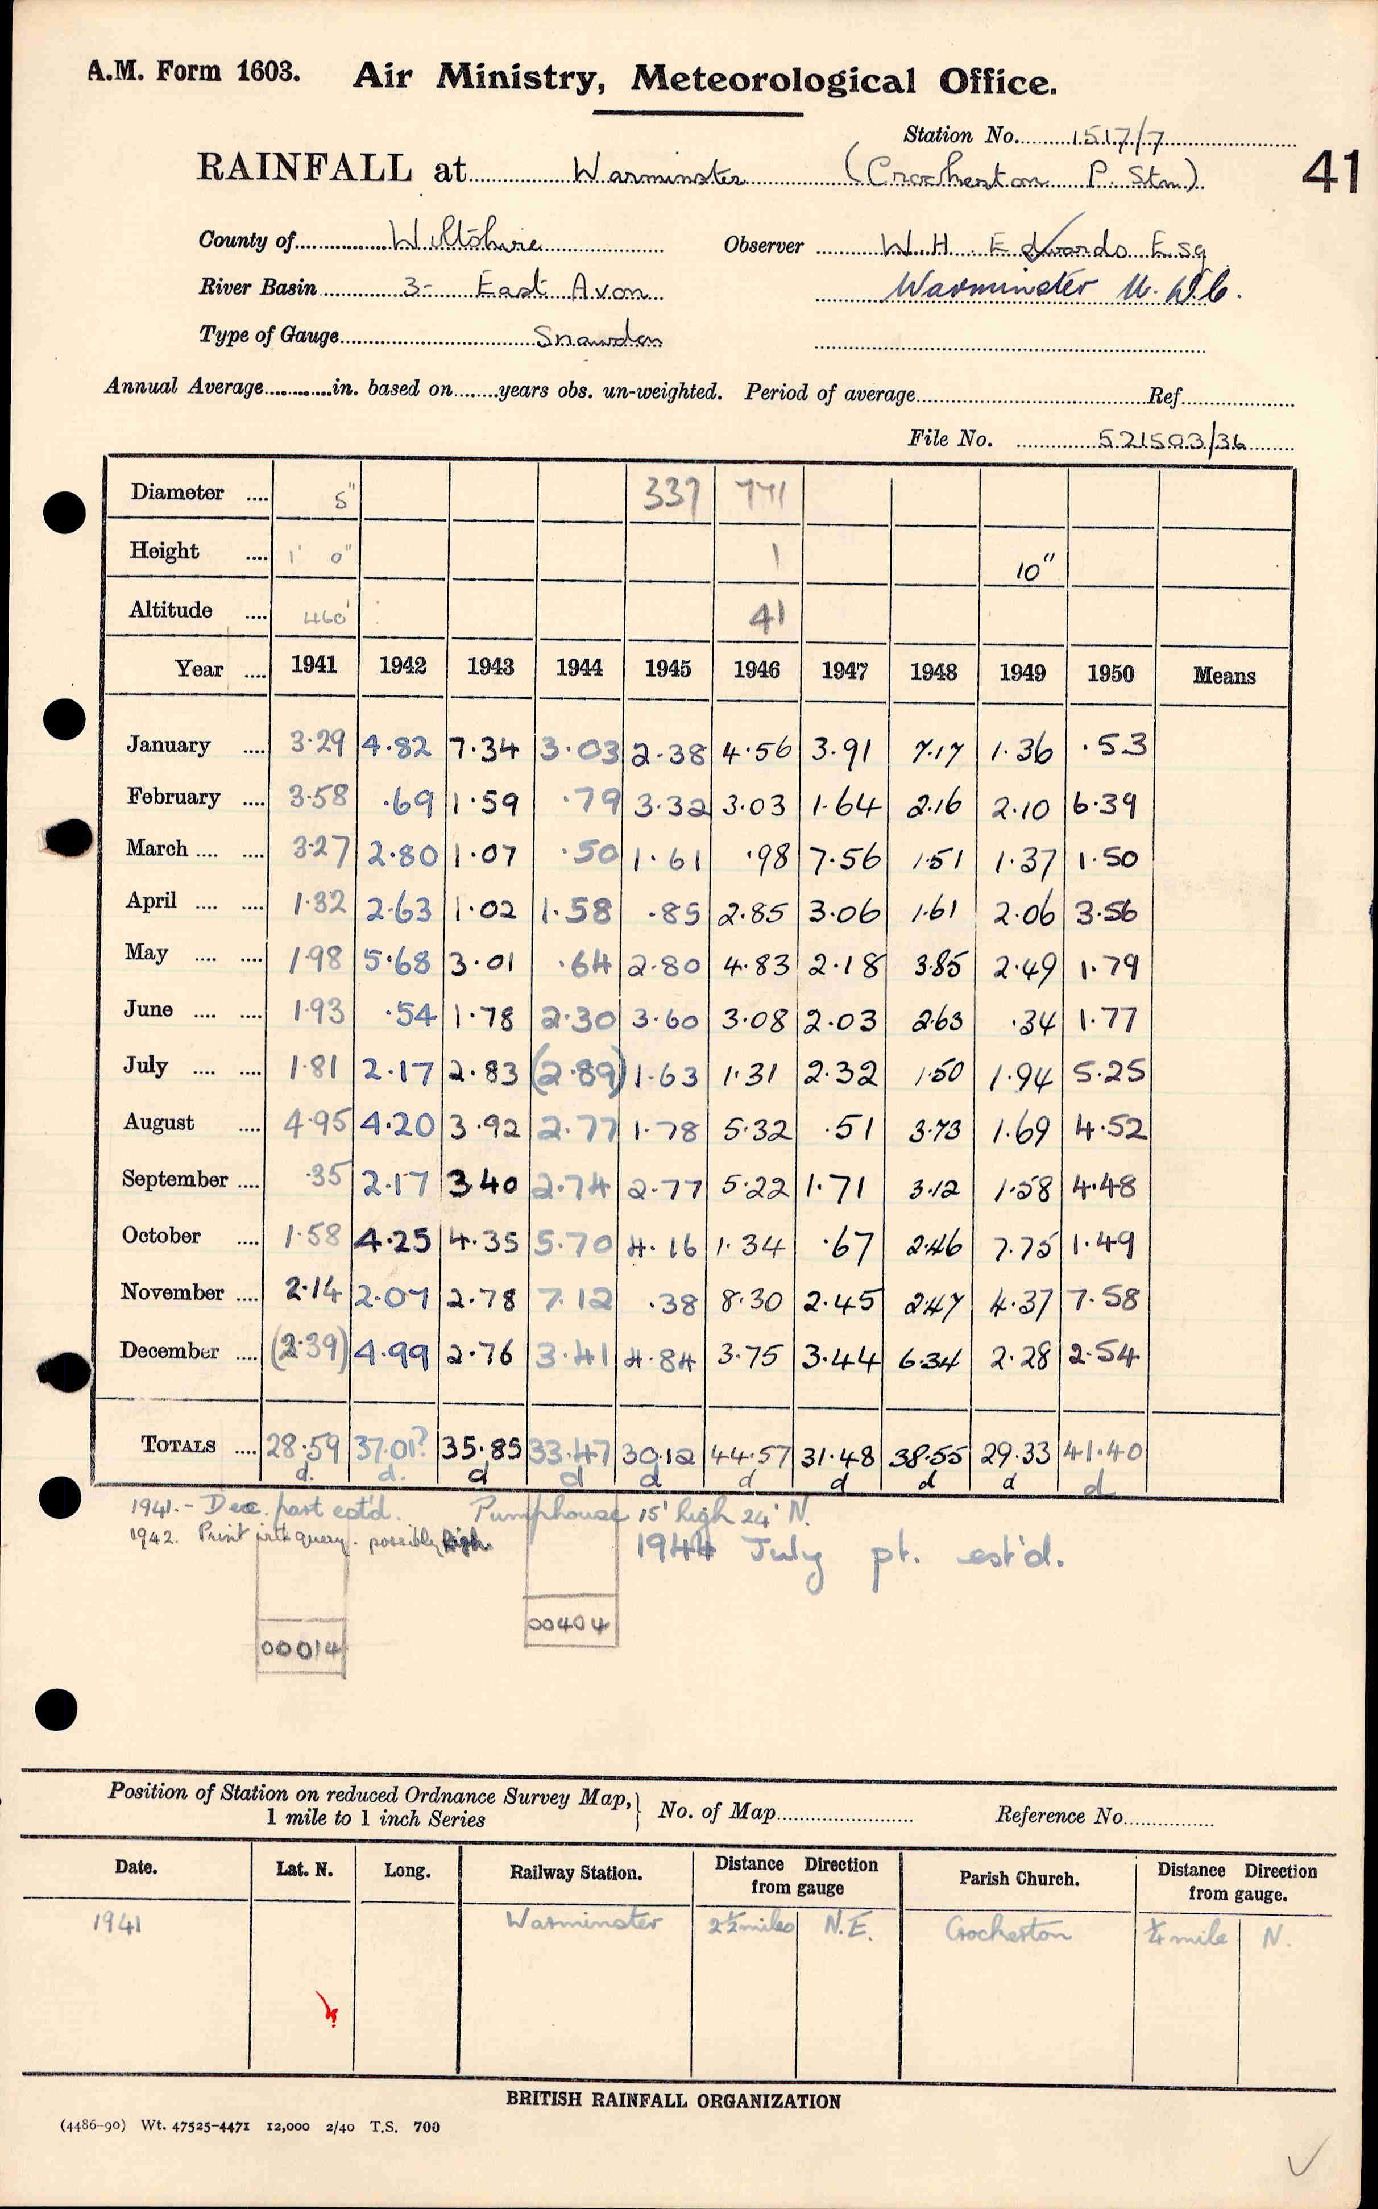 A.M. Form 1603. Air Ministry, Meteorological Office.
Station No. 1517/7
RAINFALL at Warminster (Crockerton P. Stn.) 41
County of Wiltshire Observer W. H. Edwards Esq
River Basin 3- East Avon Warminster U.D.C.
Type of Gauge Snowdon
Annual Average in. based on years obs. un-weighted. Period of average Ref
File No. 521503/36
Diameter .... 5" 337 771
Height .... 1' 0" 1 10"
Altitude .... 460' 41
Year .... 1941 1942 1943 1944 1945 1946 1947 1948 1949 1950 Means
January .... 3.29 4.82 7.34 3.03 2.38 4.56 3.91 7.17 1.36 .53
February .... 3.58 .69 1.59 .79 3.32 3.03 1.64 2.16 2.10 6.39
March .... .... 3.27 2.80 1.07 .50 1.61 .98 7.56 1.51 1.37 1.50
April .... .... 1.32 2.63 1.02 1.58 .85 2.85 3.06 1.61 2.06 3.56
May .... .... 1.98 5.68 3.01 .64 2.80 4.83 2.18 3.85 2.49 1.79
June .... .... 1.93 .54 1.78 2.30 3.60 3.08 2.03 2.63 .34 1.77
July .... .... 1.81 2.17 2.83 (2.89) 1.63 1.31 2.32 1.50 1.94 5.25
August .... 4.95 4.20 3.92 2.77 1.78 5.32 .51 3.73 1.69 4.52
September .... .35 2.17 3.40 2.74 2.77 5.22 1.71 3.12 1.58 4.48
October .... 1.58 4.25 4.35 5.70 4.16 1.34 .67 2.46 7.75 1.49
November .... 2.14 2.07 2.78 7.12 .38 8.30 2.45 2.47 4.37 7.58
December .... (2.39) 4.99 2.76 3.41 4.84 3.75 3.44 6.34 2.28 2.54
TOTALS .... 28.59 37.01? 35.85 33.47 30.12 44.57 31.48 38.55 29.33 41.40
d. d. d d d d d d d d
1941.- Dec. part est'd. Pumphouse 15' high 24' N.
1942. Print with query. possibly high.
1944 July pt. est'd.
00404
00014
Position of Station on reduced Ordnance Survey Map, 1 mile to 1 inch Series } No. of Map Reference No.
Date. Lat. N. Long. Railway Station. Distance Direction from gauge Parish Church. Distance Direction from gauge.
1941 Warminster 2½ miles N.E. Crockerton ¼ mile N.
BRITISH RAINFALL ORGANIZATION
(4486-90) Wt. 47525-4471 12,000 2/40 T.S. 700